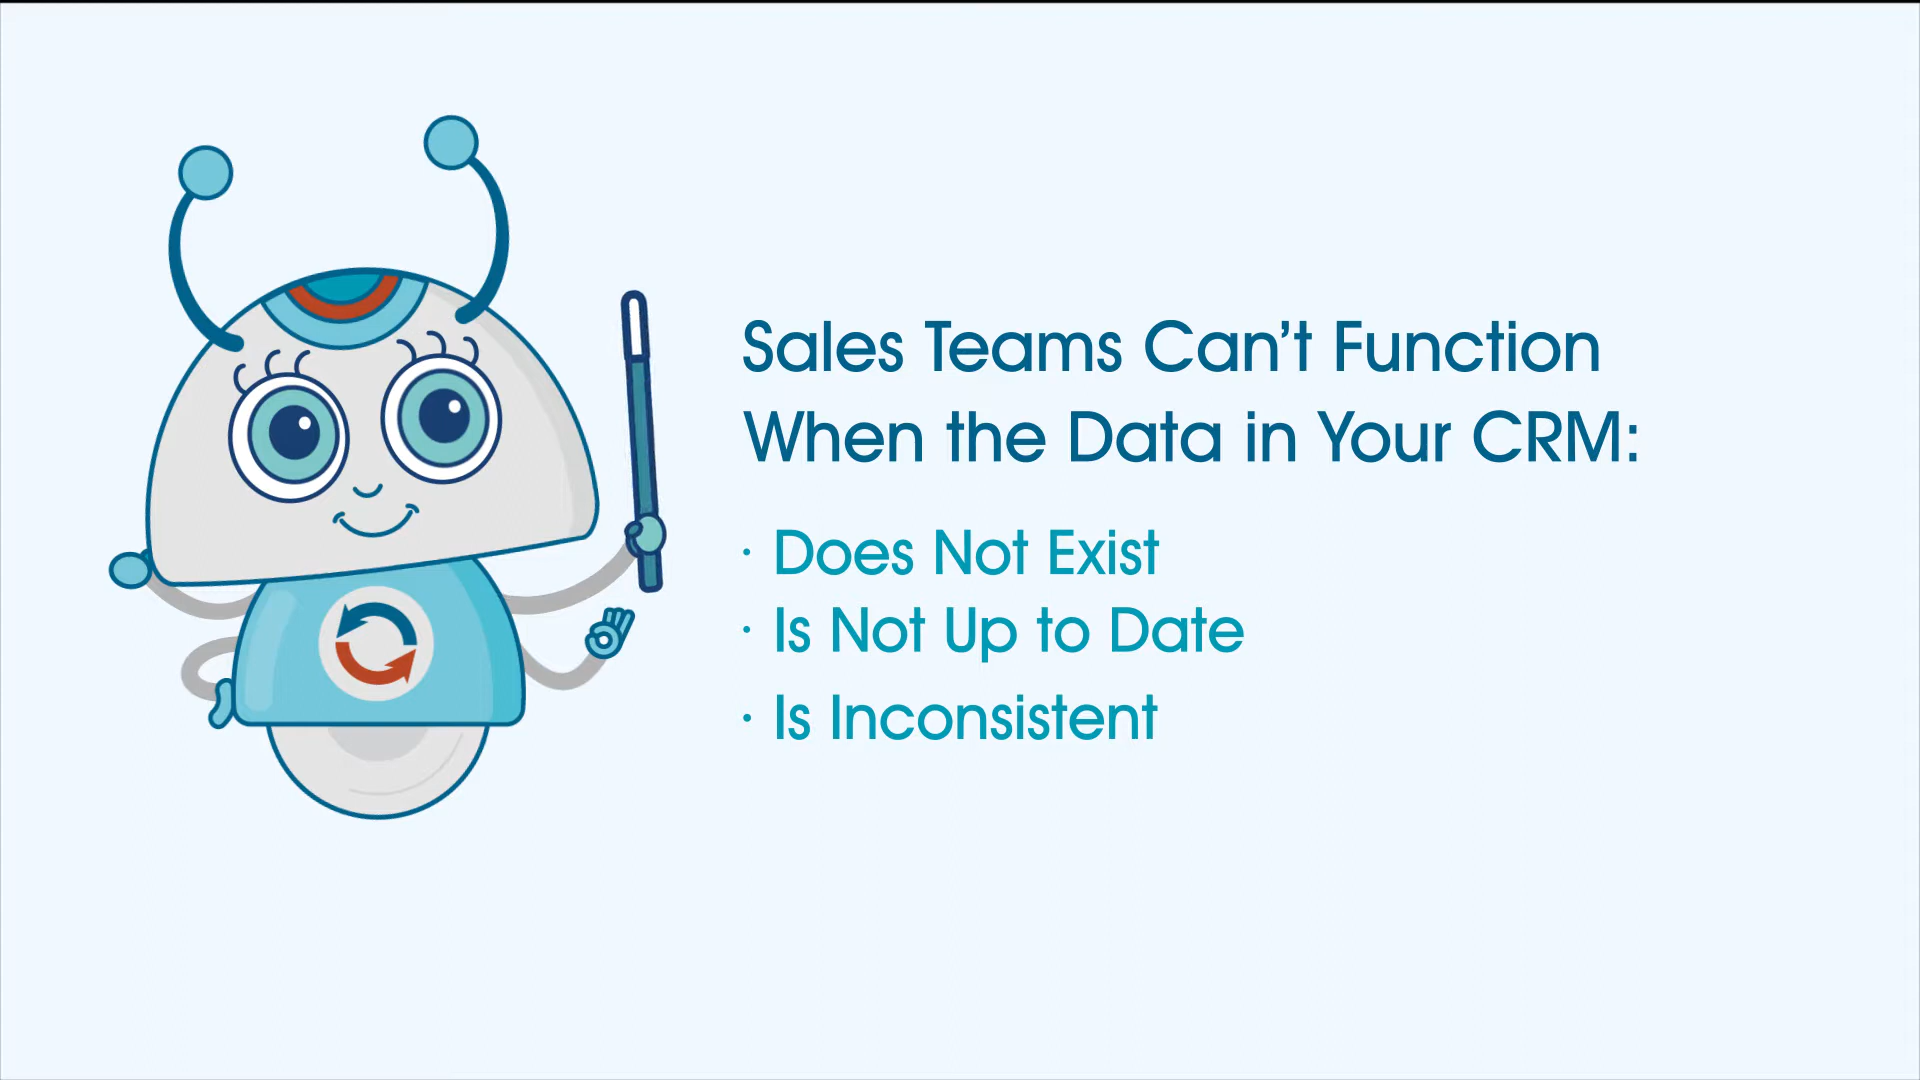 Sales Teams Can’t Function
When the Data in Your CRM:
· Does Not Exist
· Is Not Up to Date
· Is Inconsistent